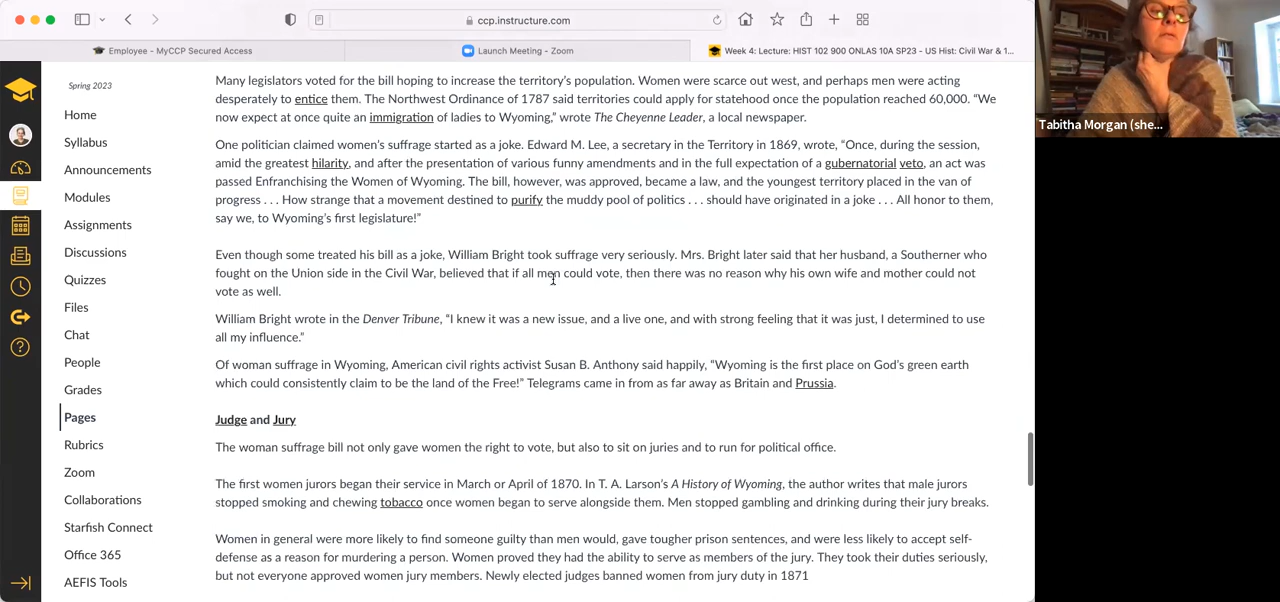 ccp.instructure.com
Employee - MyCCP Secured Access
Launch Meeting - Zoom
Week 4: Lecture: HIST 102 900 ONLAS 10A SP23 - US Hist: Civil War & 1...
Tabitha Morgan (she...
Spring 2023
Home
Syllabus
Announcements
Modules
Assignments
Discussions
Quizzes
Files
Chat
People
Grades
Pages
Rubrics
Zoom
Collaborations
Starfish Connect
Office 365
AEFIS Tools
Many legislators voted for the bill hoping to increase the territory's population. Women were scarce out west, and perhaps men were acting
desperately to entice them. The Northwest Ordinance of 1787 said territories could apply for statehood once the population reached 60,000. “We
now expect at once quite an immigration of ladies to Wyoming,” wrote The Cheyenne Leader, a local newspaper.
One politician claimed women's suffrage started as a joke. Edward M. Lee, a secretary in the Territory in 1869, wrote, “Once, during the session,
amid the greatest hilarity, and after the presentation of various funny amendments and in the full expectation of a gubernatorial veto, an act was
passed Enfranchising the Women of Wyoming. The bill, however, was approved, became a law, and the youngest territory placed in the van of
progress . . . How strange that a movement destined to purify the muddy pool of politics . . . should have originated in a joke . . . All honor to them,
say we, to Wyoming's first legislature!”
Even though some treated his bill as a joke, William Bright took suffrage very seriously. Mrs. Bright later said that her husband, a Southerner who
fought on the Union side in the Civil War, believed that if all men could vote, then there was no reason why his own wife and mother could not
vote as well.
William Bright wrote in the Denver Tribune, “I knew it was a new issue, and a live one, and with strong feeling that it was just, I determined to use
all my influence.”
Of woman suffrage in Wyoming, American civil rights activist Susan B. Anthony said happily, “Wyoming is the first place on God's green earth
which could consistently claim to be the land of the Free!” Telegrams came in from as far away as Britain and Prussia.
Judge and Jury
The woman suffrage bill not only gave women the right to vote, but also to sit on juries and to run for political office.
The first women jurors began their service in March or April of 1870. In T. A. Larson's A History of Wyoming, the author writes that male jurors
stopped smoking and chewing tobacco once women began to serve alongside them. Men stopped gambling and drinking during their jury breaks.
Women in general were more likely to find someone guilty than men would, gave tougher prison sentences, and were less likely to accept self-
defense as a reason for murdering a person. Women proved they had the ability to serve as members of the jury. They took their duties seriously,
but not everyone approved women jury members. Newly elected judges banned women from jury duty in 1871